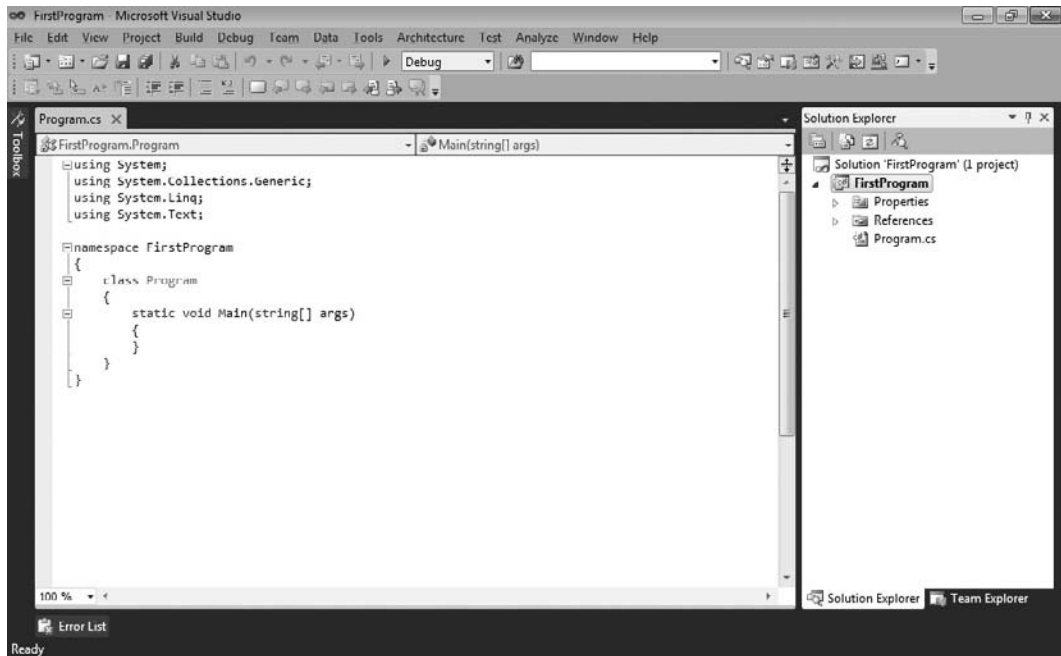 FirstProgram - Microsoft Visual Studio
File Edit View Project Build Debug Team Data Tools Architecture Test Analyze Window Help
Debug
Toolbox
Program.cs
FirstProgram.Program
Main(string[] args)
using System;
using System.Collections.Generic;
using System.Linq;
using System.Text;
namespace FirstProgram
{
class Program
{
static void Main(string[] args)
{
}
}
}
100 %
Solution Explorer
Solution 'FirstProgram' (1 project)
FirstProgram
Properties
References
Program.cs
Solution Explorer Team Explorer
Error List
Ready